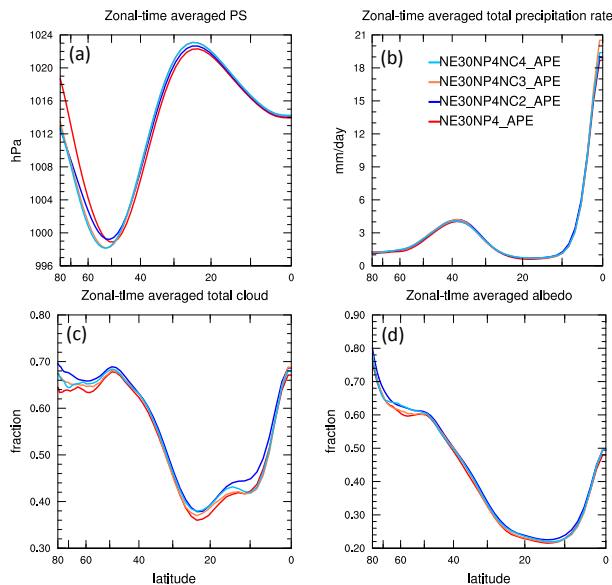 Zonal-time averaged PS
(a)
1024
1020
1016
1012
1008
1004
1000
996
hPa
80 60 40 20 0
Zonal-time averaged total precipitation rate
(b)
21
18
15
12
9
6
3
0
mm/day
NE30NP4NC4_APE
NE30NP4NC3_APE
NE30NP4NC2_APE
NE30NP4_APE
80 60 40 20 0
Zonal-time averaged total cloud
(c)
0.80
0.70
0.60
0.50
0.40
0.30
fraction
80 60 40 20 0
latitude
Zonal-time averaged albedo
(d)
0.90
0.80
0.70
0.60
0.50
0.40
0.30
0.20
fraction
80 60 40 20 0
latitude